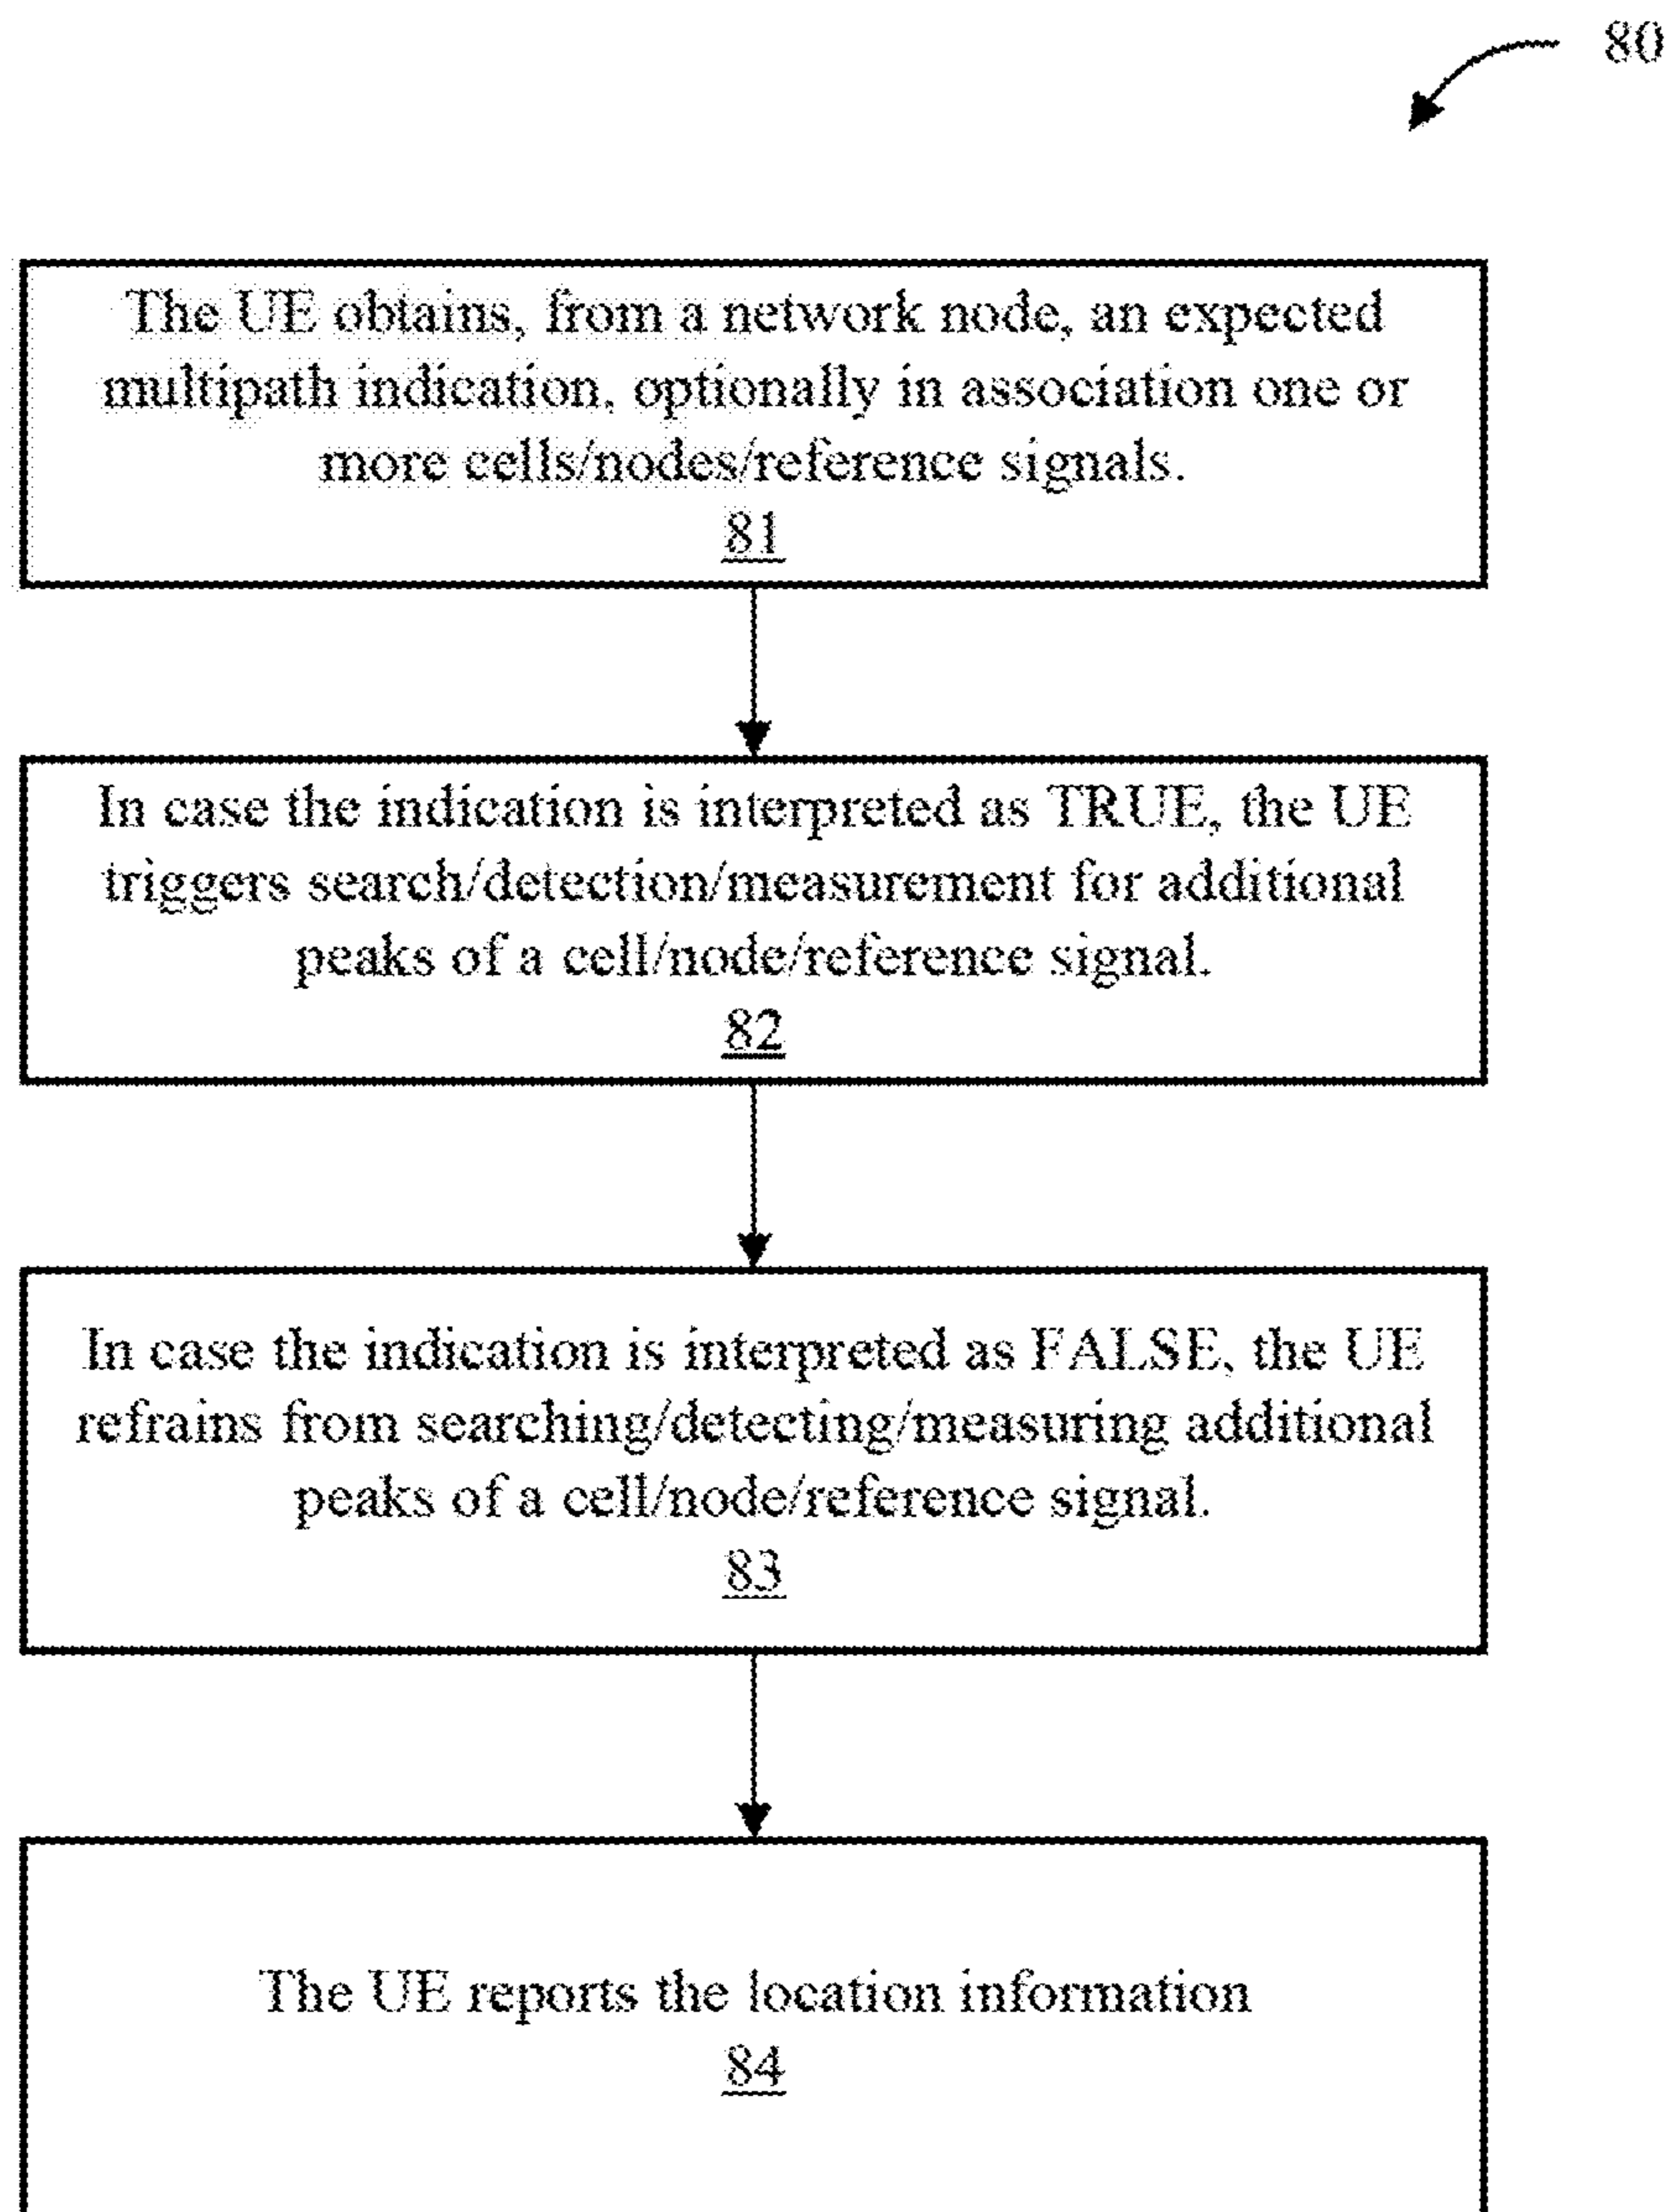 80
The UE obtains, from a network node, an expected
multipath indication, optionally in association one or
more cells/nodes/reference signals.
81
In case the indication is interpreted as TRUE, the UE
triggers search/detection/measurement for additional
peaks of a cell/node/reference signal.
82
In case the indication is interpreted as FALSE, the UE
refrains from searching/detecting/measuring additional
peaks of a cell/node/reference signal.
83
The UE reports the location information
84